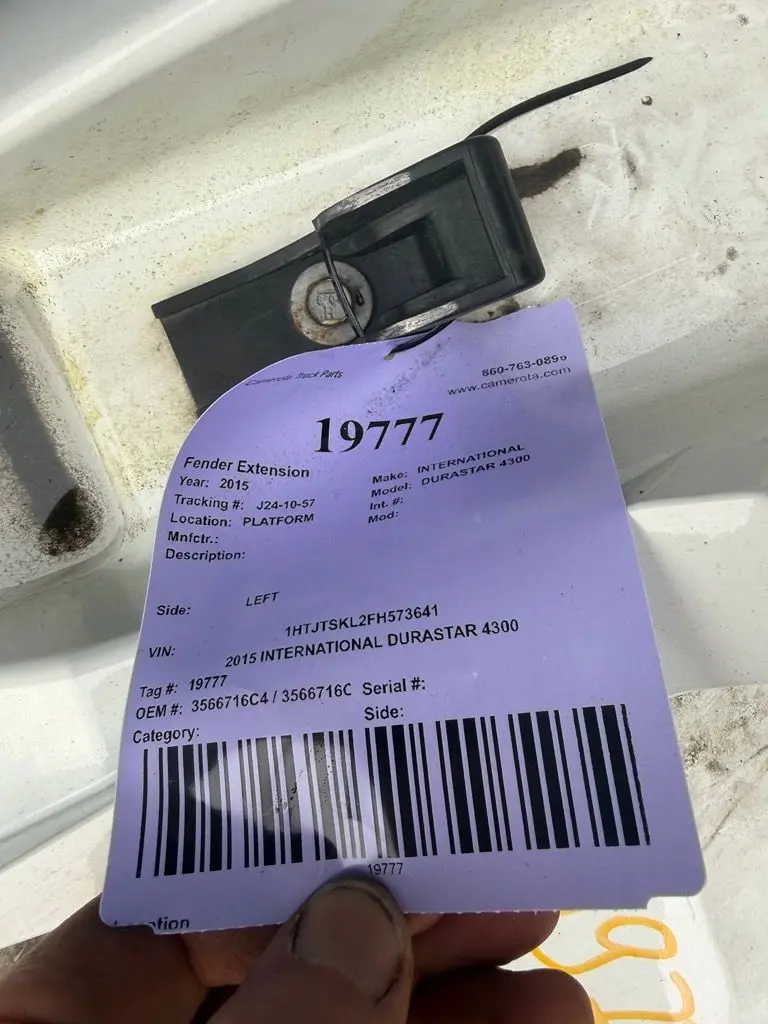 Camerota Truck Parts
860-763-0896
www.camerota.com
19777
Fender Extension
Year: 2015
Tracking #: J24-10-57
Location: PLATFORM
Mnfctr.:
Description:
Make: INTERNATIONAL
Model: DURASTAR 4300
Int. #:
Mod:
Side: LEFT
VIN: 1HTJTSKL2FH573641
2015 INTERNATIONAL DURASTAR 4300
Tag #: 19777
OEM #: 3566716C4 / 3566716C Serial #:
Category: Side:
19777